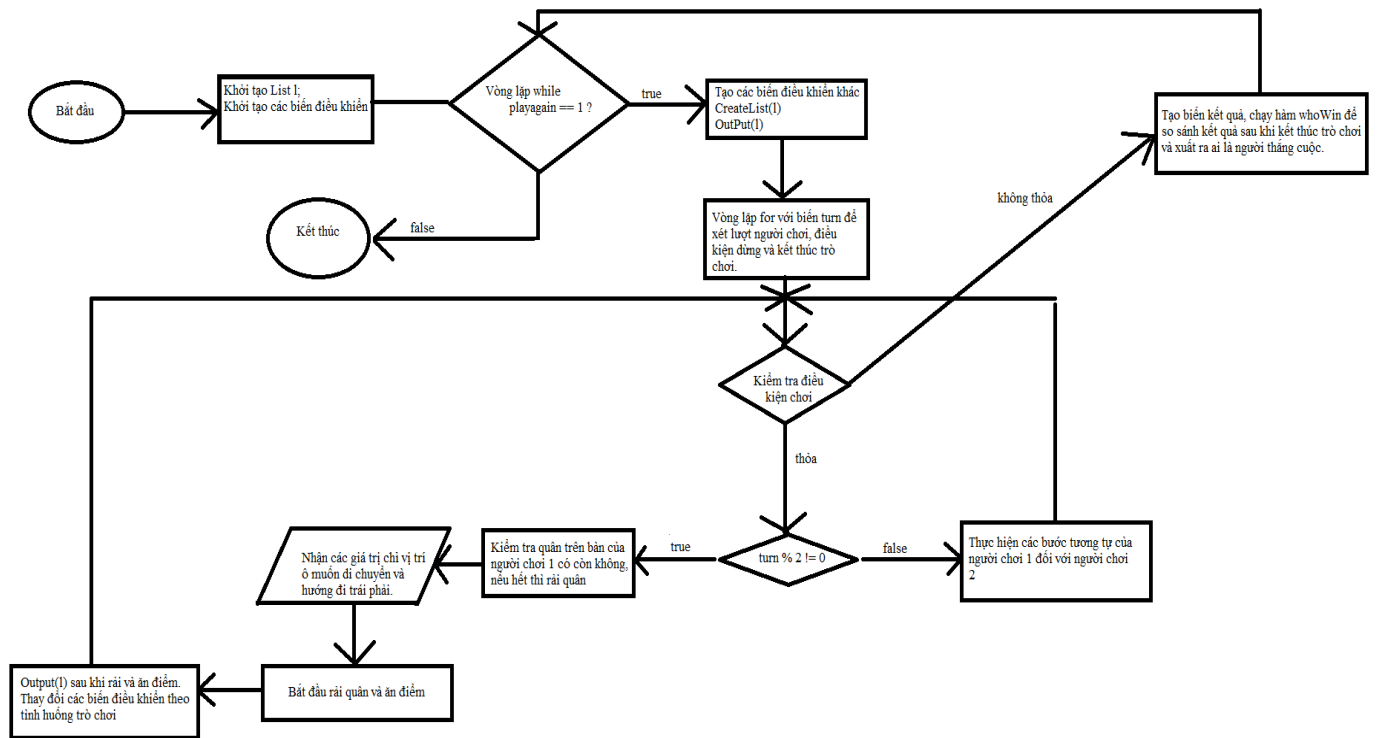 Bắt đầu
Khởi tạo List l;
Khởi tạo các biến điều khiển
Vòng lặp while
playagain == 1 ?
true
Tạo các biến điều khiển khác
CreateList(l)
OutPut(l)
Tạo biến kết quả, chạy hàm whoWin để
so sánh kết quả sau khi kết thúc trò chơi
và xuất ra ai là người thắng cuộc.
không thỏa
Kết thúc
false
Vòng lặp for với biến turn để
xét lượt người chơi, điều
kiện dừng và kết thúc trò
chơi.
Kiểm tra điều
kiện chơi
thỏa
turn % 2 != 0
true
false
Kiểm tra quân trên bàn của
người chơi 1 có còn không,
nếu hết thì rải quân
Thực hiện các bước tương tự của
người chơi 1 đối với người chơi
2
Nhận các giá trị chỉ vị trí
ô muốn di chuyển và
hướng đi trái phải.
Bắt đầu rải quân và ăn điểm
Output(l) sau khi rải và ăn điểm.
Thay đổi các biến điều khiển theo
tình huống trò chơi